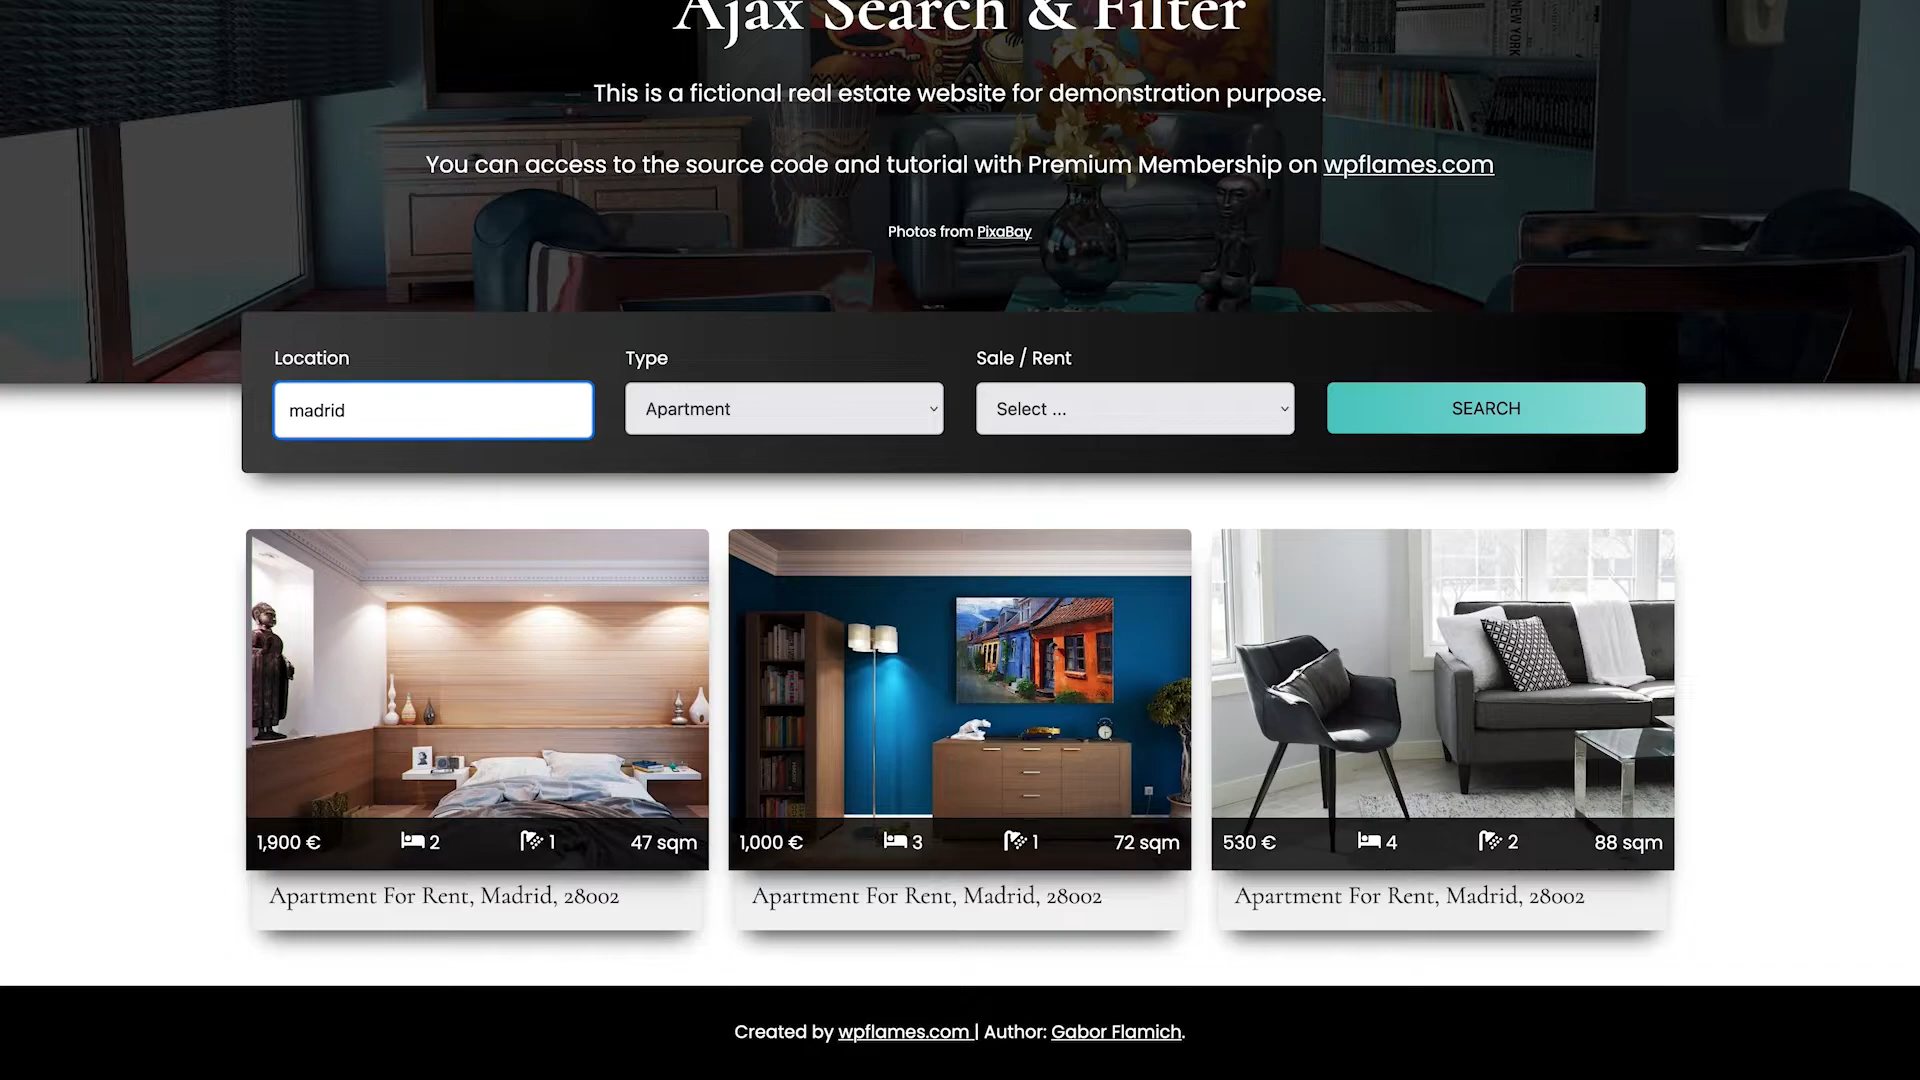 Ajax Search & Filter
This is a fictional real estate website for demonstration purpose.
You can access to the source code and tutorial with Premium Membership on wpflames.com
Photos from PixaBay
NEW YORK
Location
Type
Sale / Rent
madrid
Apartment
Select ...
SEARCH
1,900 € 2 1 47 sqm
1,000 € 3 1 72 sqm
530 € 4 2 88 sqm
Apartment For Rent, Madrid, 28002
Apartment For Rent, Madrid, 28002
Apartment For Rent, Madrid, 28002
Created by wpflames.com | Author: Gabor Flamich.